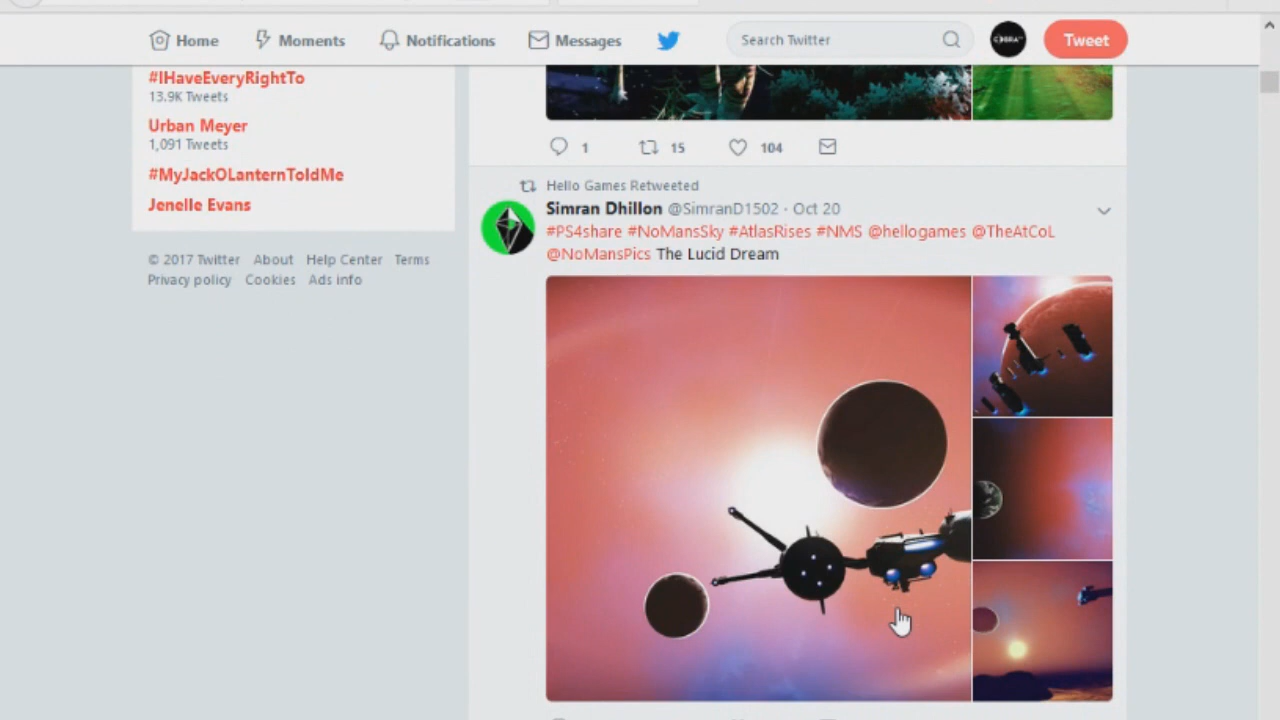 Home Moments Notifications Messages Search Twitter Tweet
#IHaveEveryRightTo
13.9K Tweets
Urban Meyer
1,091 Tweets
#MyJackOLanternToldMe
Jenelle Evans
© 2017 Twitter About Help Center Terms
Privacy policy Cookies Ads info
1 15 104
Hello Games Retweeted
Simran Dhillon @SimranD1502 · Oct 20
#PS4share #NoMansSky #AtlasRises #NMS @hellogames @TheAtCoL
@NoMansPics The Lucid Dream